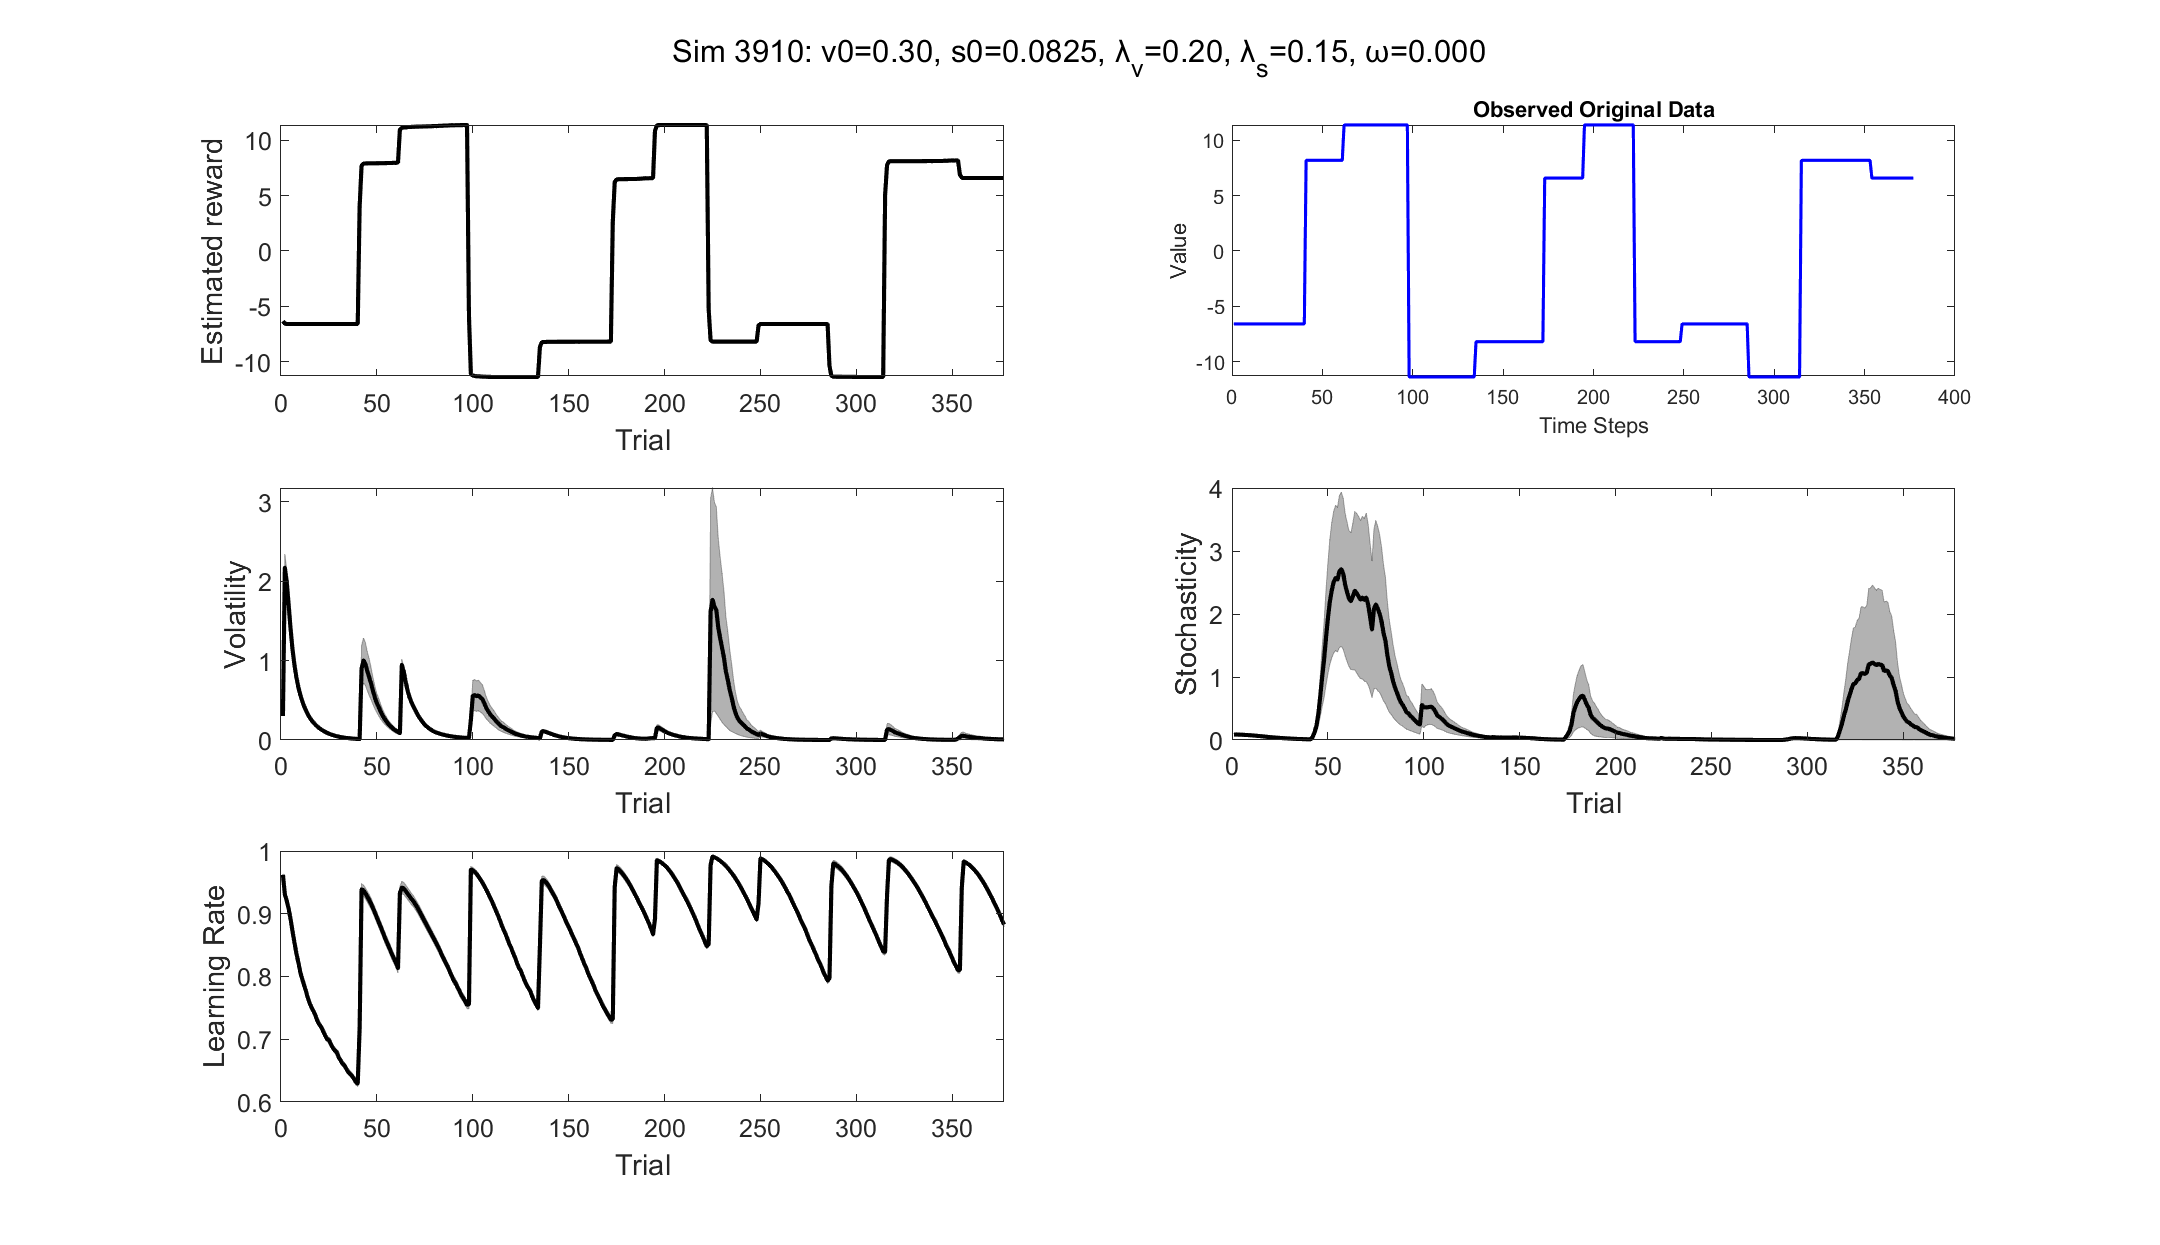 Sim 3910: v0=0.30, s0=0.0825, λ_v=0.20, λ_s=0.15, ω=0.000
Estimated reward
10
5
0
-5
-10
0 50 100 150 200 250 300 350
Trial
Observed Original Data
Value
10
5
0
-5
-10
0 50 100 150 200 250 300 350 400
Time Steps
Volatility
3
2
1
0
0 50 100 150 200 250 300 350
Trial
Stochasticity
4
3
2
1
0
0 50 100 150 200 250 300 350
Trial
Learning Rate
1
0.9
0.8
0.7
0.6
0 50 100 150 200 250 300 350
Trial